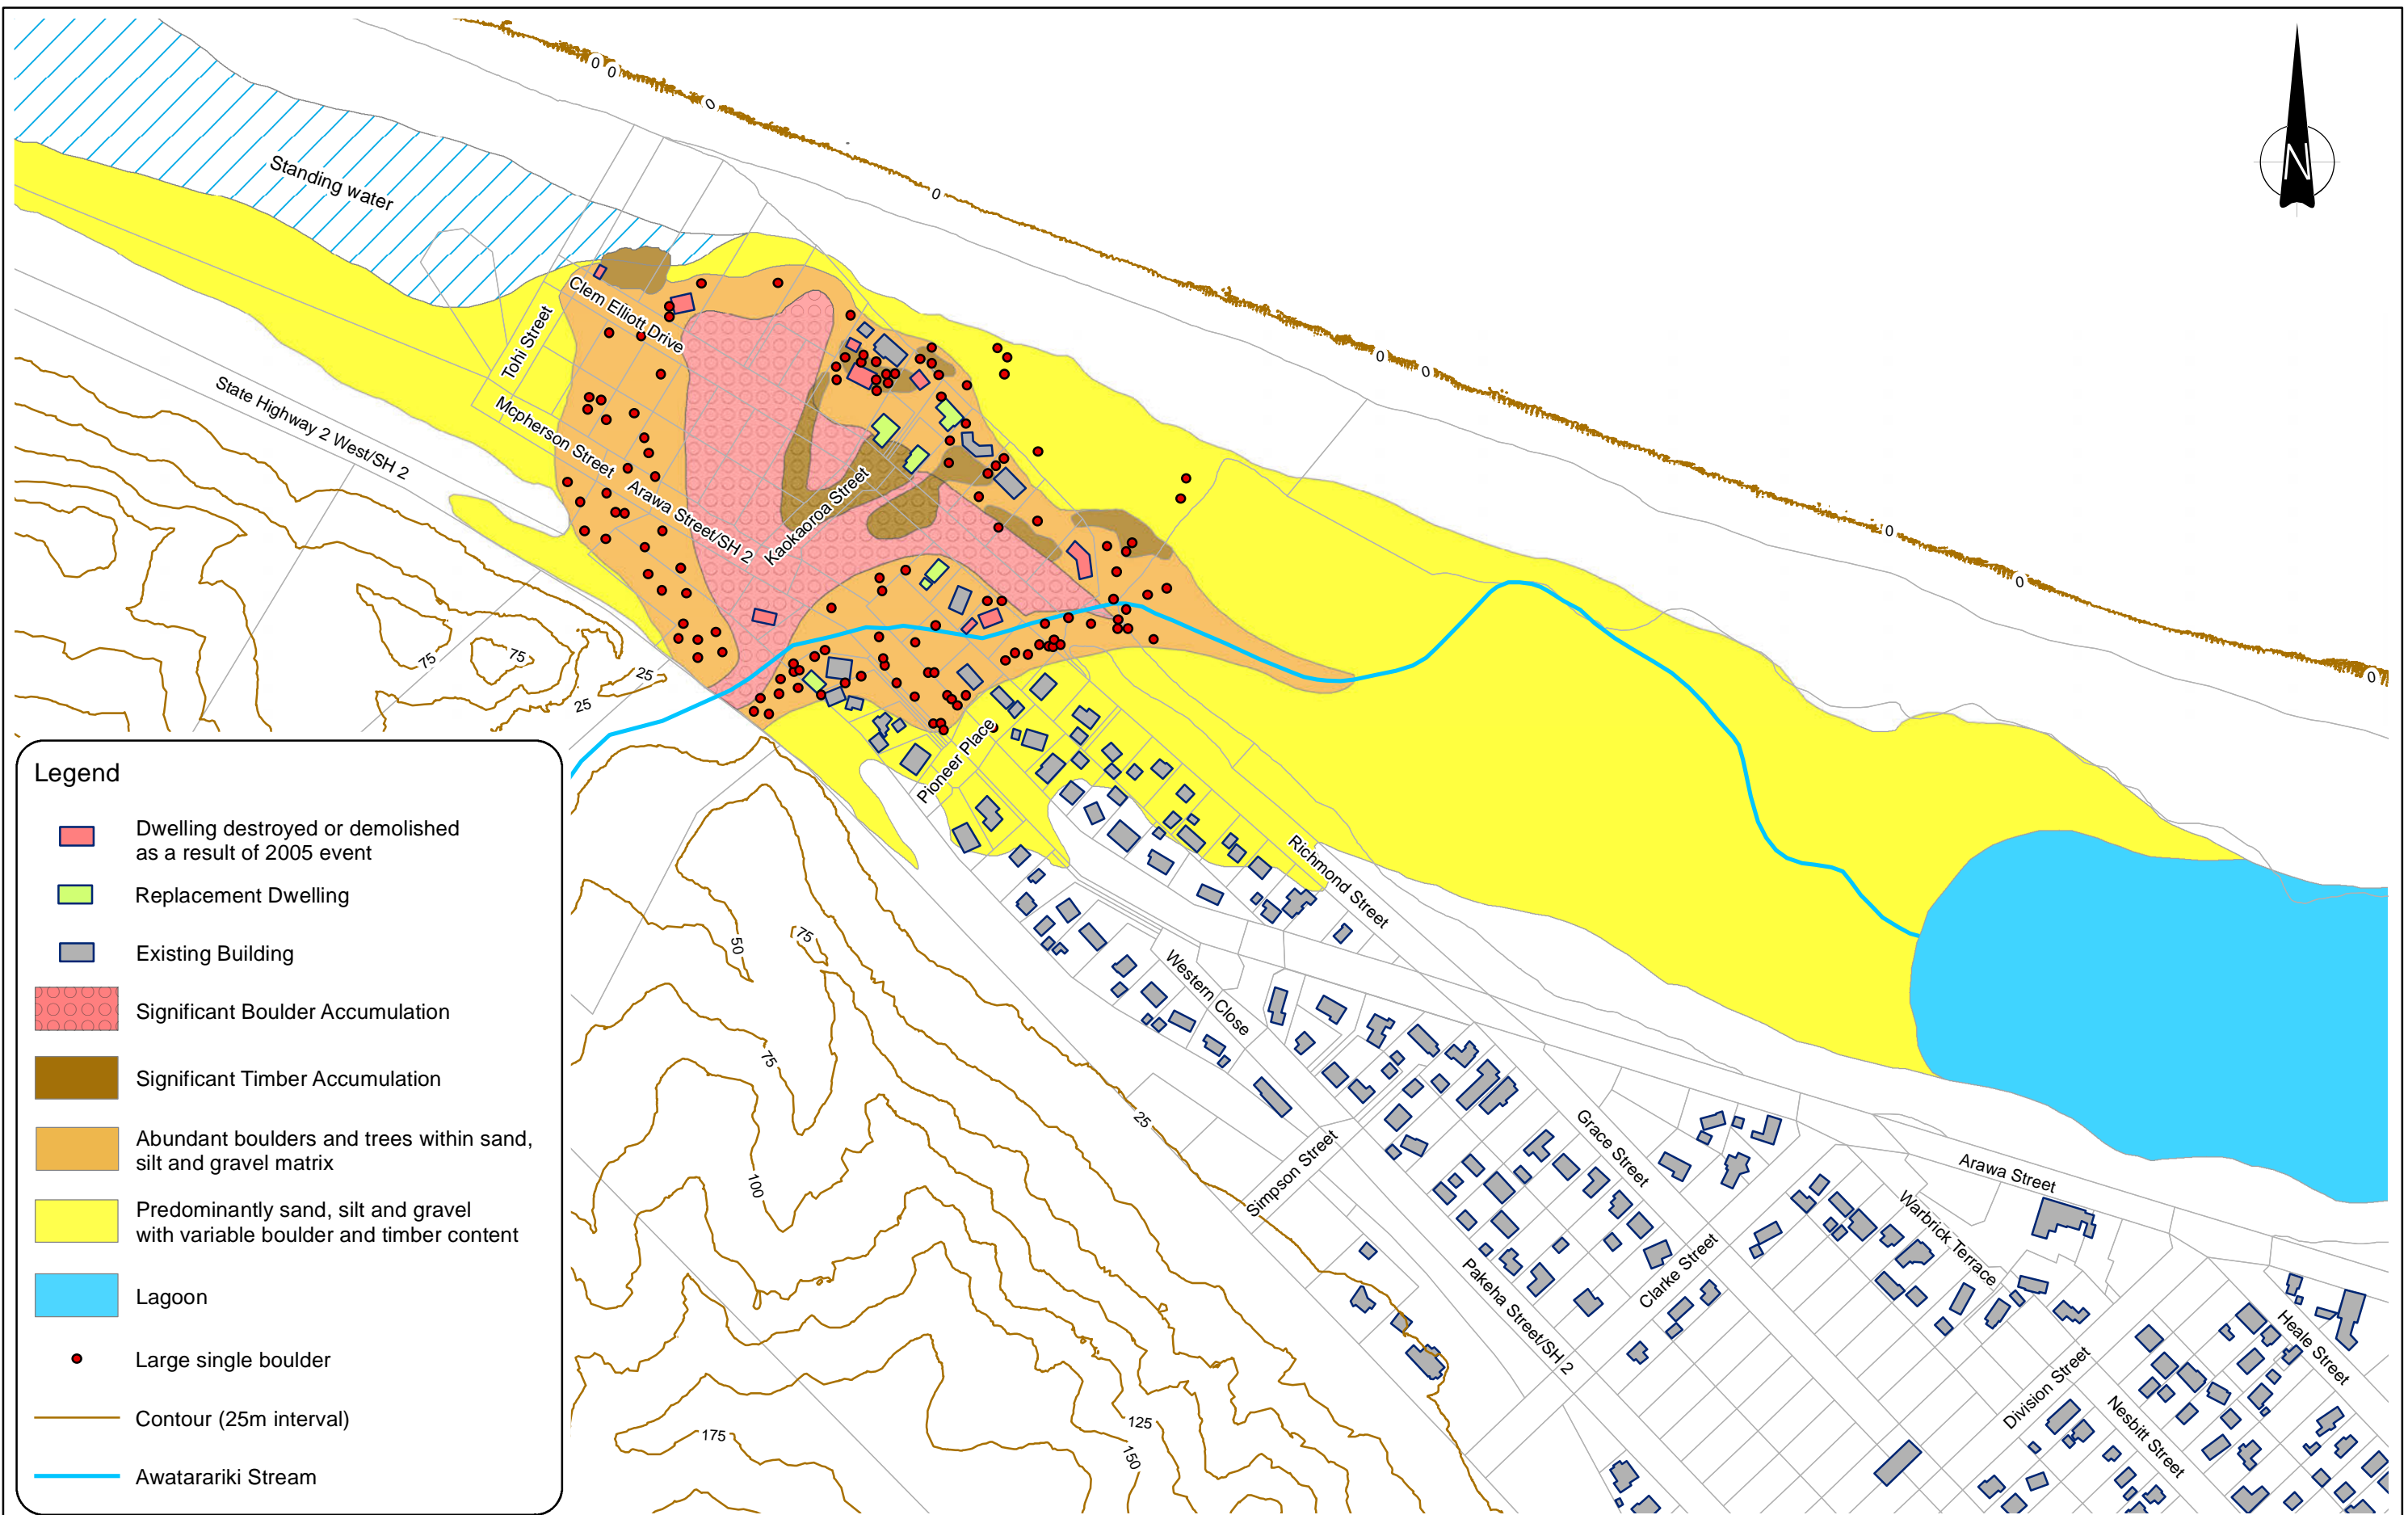 0 0
0
0
N
Standing water
Clem Elliott Drive
Tohi Street
0
0
State Highway 2 West/SH 2
Mcpherson Street
Arawa Street/SH 2
Kaokaoroa Street
0
0
0
75
75
25
25
Pioneer Place
Richmond Street
50
75
Western Close
75
25
100
Simpson Street
Grace Street
Arawa Street
Warbrick Terrace
Clarke Street
Pakeha Street/SH 2
Heale Street
Division Street
Nesbitt Street
125
150
175
Legend
Dwelling destroyed or demolished
as a result of 2005 event
Replacement Dwelling
Existing Building
Significant Boulder Accumulation
Significant Timber Accumulation
Abundant boulders and trees within sand,
silt and gravel matrix
Predominantly sand, silt and gravel
with variable boulder and timber content
Lagoon
Large single boulder
Contour (25m interval)
Awatarariki Stream